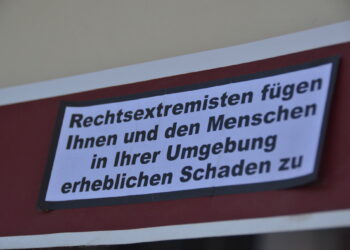 Rechtsextremisten fügen
Ihnen und den Menschen
in Ihrer Umgebung
erheblichen Schaden zu